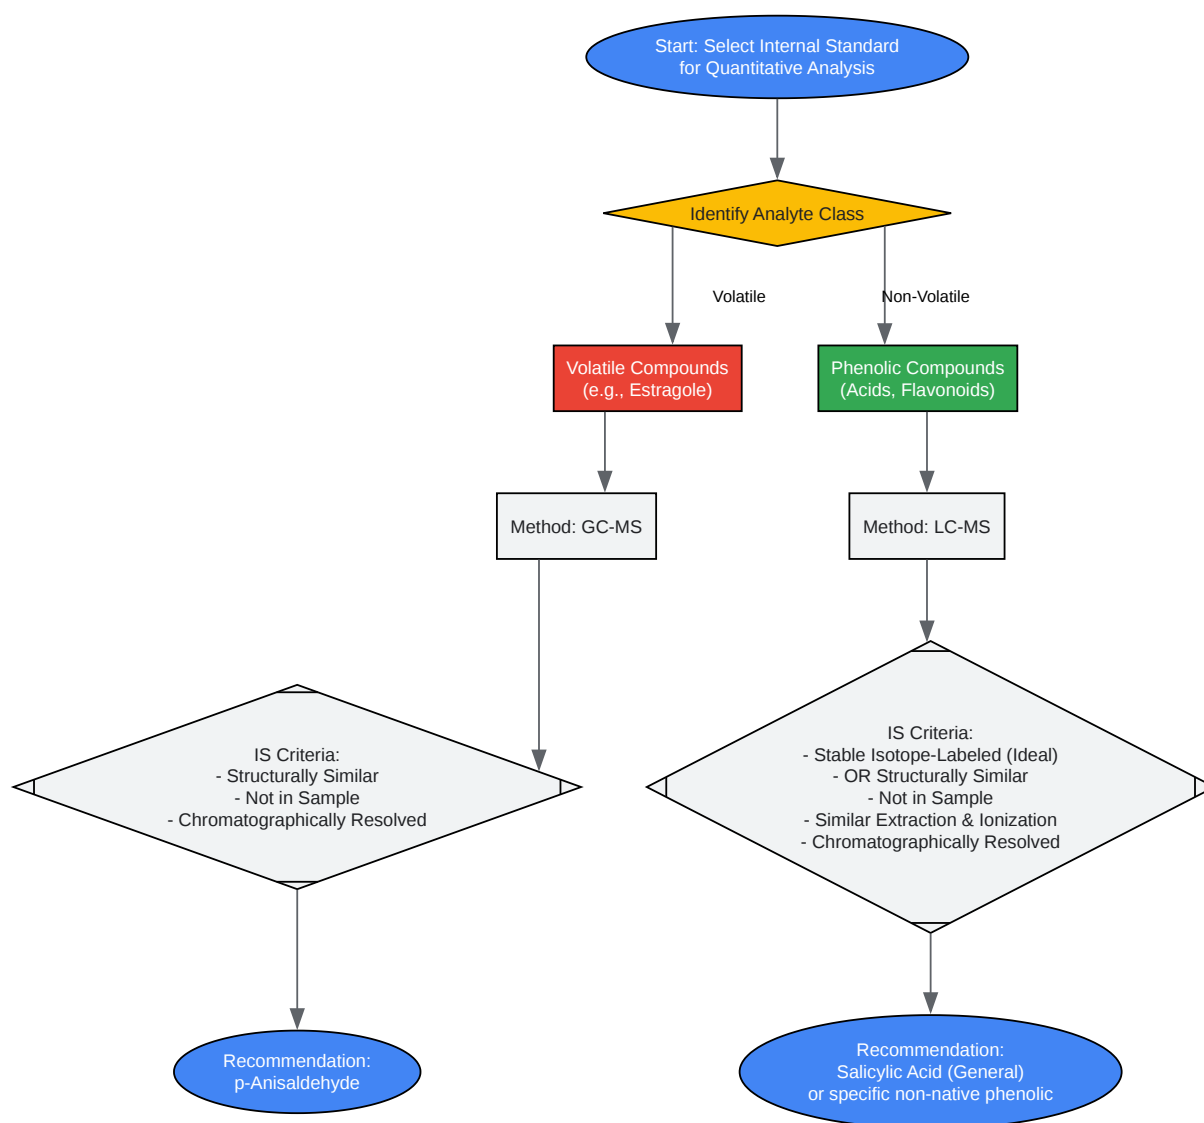 Start: Select Internal Standard
for Quantitative Analysis
Identify Analyte Class
Volatile
Non-Volatile
Volatile Compounds
(e.g., Estragole)
Phenolic Compounds
(Acids, Flavonoids)
Method: GC-MS
Method: LC-MS
IS Criteria:
- Structurally Similar
- Not in Sample
- Chromatographically Resolved
IS Criteria:
- Stable Isotope-Labeled (Ideal)
- OR Structurally Similar
- Not in Sample
- Similar Extraction & Ionization
- Chromatographically Resolved
Recommendation:
p-Anisaldehyde
Recommendation:
Salicylic Acid (General)
or specific non-native phenolic